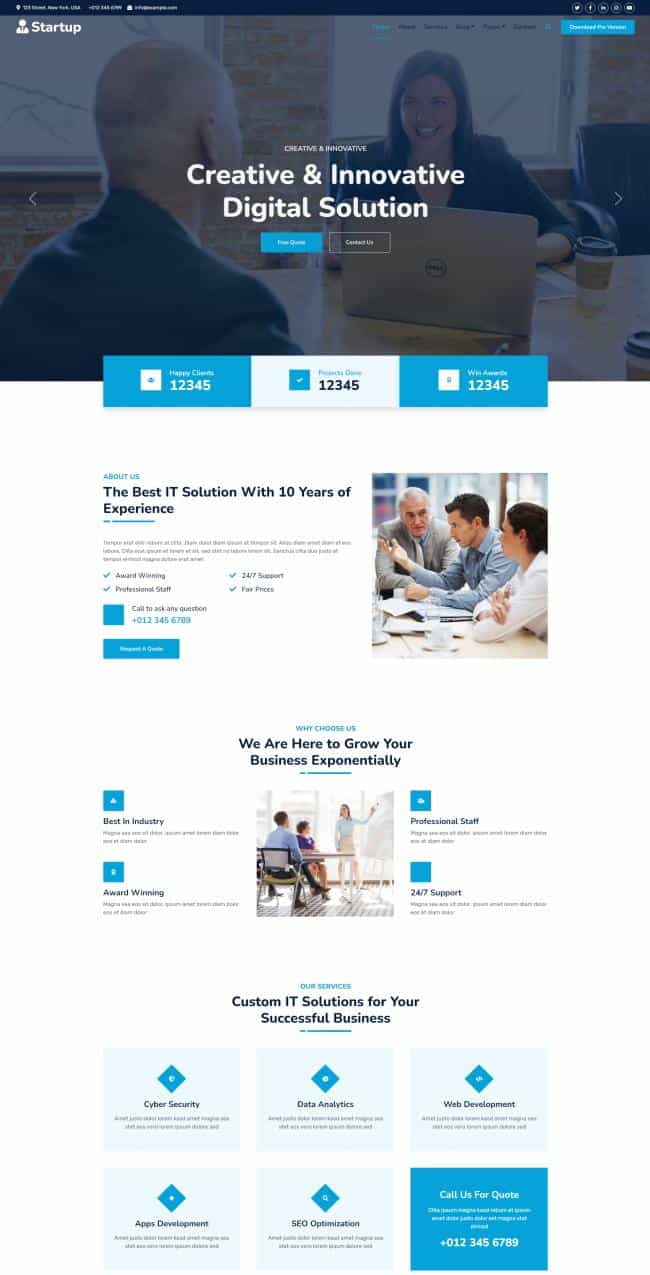 123 Street, New York, USA +012 345 6789 info@example.com
Startup
Home About Services Blog Pages Contact Download Pro Version
CREATIVE & INNOVATIVE
Creative & Innovative
Digital Solution
Free Quote Contact Us
DELL
Happy Clients
12345
Projects Done
12345
Win Awards
12345
ABOUT US
The Best IT Solution With 10 Years of
Experience
Tempor erat elitr rebum at clita. Diam dolor diam ipsum et tempor sit. Aliqu diam amet diam et eos
labore. Clita erat ipsum et lorem et sit, sed stet no labore lorem sit. Sanctus clita duo justo et
tempor eirmod magna dolore erat amet
Award Winning 24/7 Support
Professional Staff Fair Prices
Call to ask any question
+012 345 6789
Request A Quote
WHY CHOOSE US
We Are Here to Grow Your
Business Exponentially
Best In Industry
Magna sea eos sit dolor, ipsum amet lorem diam dolor
eos et diam dolor
Award Winning
Magna sea eos sit dolor, ipsum amet lorem diam dolor
eos et diam dolor
Professional Staff
Magna sea eos sit dolor, ipsum amet lorem diam dolor
eos et diam dolor
24/7 Support
Magna sea eos sit dolor, ipsum amet lorem diam dolor
eos et diam dolor
OUR SERVICES
Custom IT Solutions for Your
Successful Business
Cyber Security
Amet justo dolor lorem kasd amet magna sea
stet eos vero lorem ipsum dolore sed
Data Analytics
Amet justo dolor lorem kasd amet magna sea
stet eos vero lorem ipsum dolore sed
Web Development
Amet justo dolor lorem kasd amet magna sea
stet eos vero lorem ipsum dolore sed
Apps Development
Amet justo dolor lorem kasd amet magna sea
stet eos vero lorem ipsum dolore sed
SEO Optimization
Amet justo dolor lorem kasd amet magna sea
stet eos vero lorem ipsum dolore sed
Call Us For Quote
Clita ipsum magna kasd rebum at ipsum
amet dolor justo dolor est magna stet
eirmod
+012 345 6789